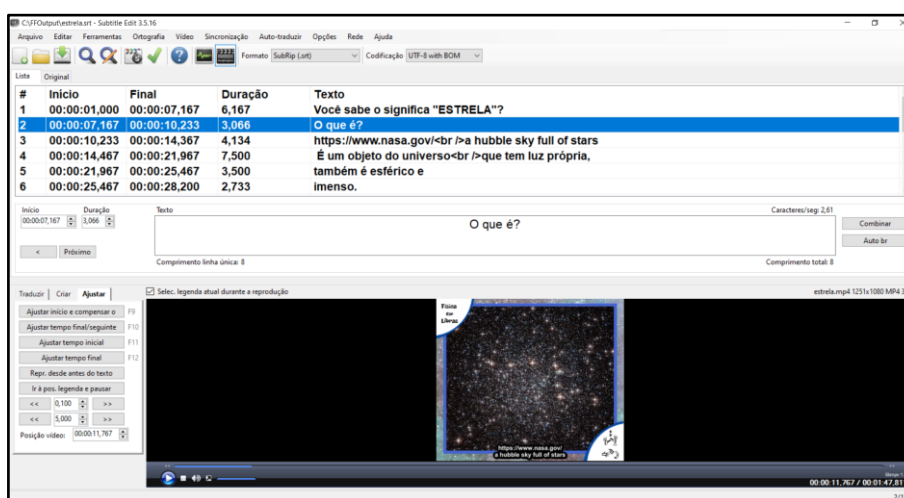 C:\FFOutput\estrela.srt - Subtitle Edit 3.5.16
Arquivo Editar Ferramentas Ortografia Vídeo Sincronização Auto-traduzir Opções Rede Ajuda
Formato SubRip (.srt) Codificação UTF-8 with BOM
Lista Original
# Início Final Duração Texto
1 00:00:01,000 00:00:07,167 6,167 Você sabe o significa "ESTRELA"?
2 00:00:07,167 00:00:10,233 3,066 O que é?
3 00:00:10,233 00:00:14,367 4,134 https://www.nasa.gov/<br />a hubble sky full of stars
4 00:00:14,467 00:00:21,967 7,500 É um objeto do universo<br />que tem luz própria,
5 00:00:21,967 00:00:25,467 3,500 também é esférico e
6 00:00:25,467 00:00:28,200 2,733 imenso.
Início Duração Texto Caracteres/seg: 2,61
00:00:07,167 3,066 O que é? Combinar
Auto br
< Próximo
Comprimento linha única: 8 Comprimento total: 8
Traduzir Criar Ajustar Selec. legenda atual durante a reprodução estrela.mp4 1251x1080 MP4
Ajustar início e compensar o F9
Ajustar tempo final/seguinte F10
Ajustar tempo inicial F11
Ajustar tempo final F12
Repr. desde antes do texto
Ir à pos. legenda e pausar
<< 0,100 >>
<< 5,000 >>
Posição vídeo: 00:00:11,767
Física
em
Libras
https://www.nasa.gov/
a hubble sky full of stars
00:00:11,767 / 00:01:47,81